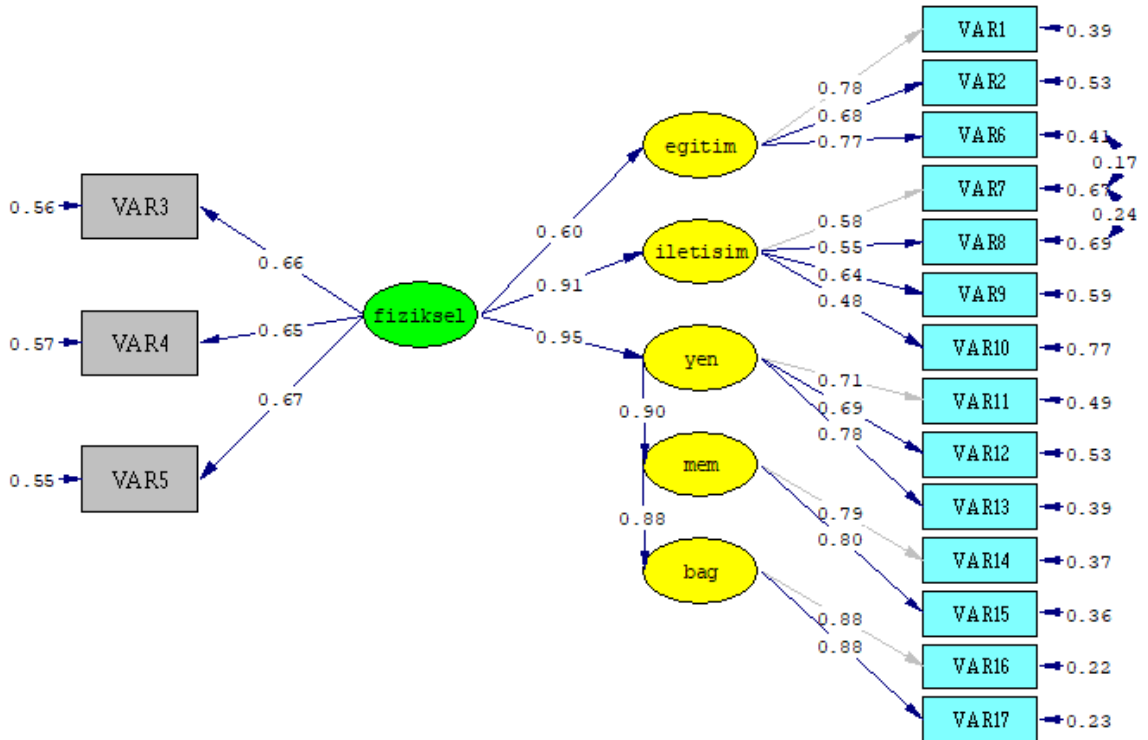 VAR1
0.39
0.78
VAR2
0.53
0.68
egitim
0.77
VAR6
0.41
0.17
0.56
VAR3
0.58
VAR7
0.67
0.24
0.60
0.55
VAR8
0.69
iletisim
0.66
0.91
0.64
VAR9
0.59
0.48
fiziksel
0.57
VAR4
0.65
0.95
yen
VAR10
0.77
0.71
VAR11
0.49
0.67
0.90
0.69
0.78
VAR12
0.53
mem
0.55
VAR5
VAR13
0.39
0.79
0.88
0.80
VAR14
0.37
bag
VAR15
0.36
0.88
0.88
VAR16
0.22
VAR17
0.23